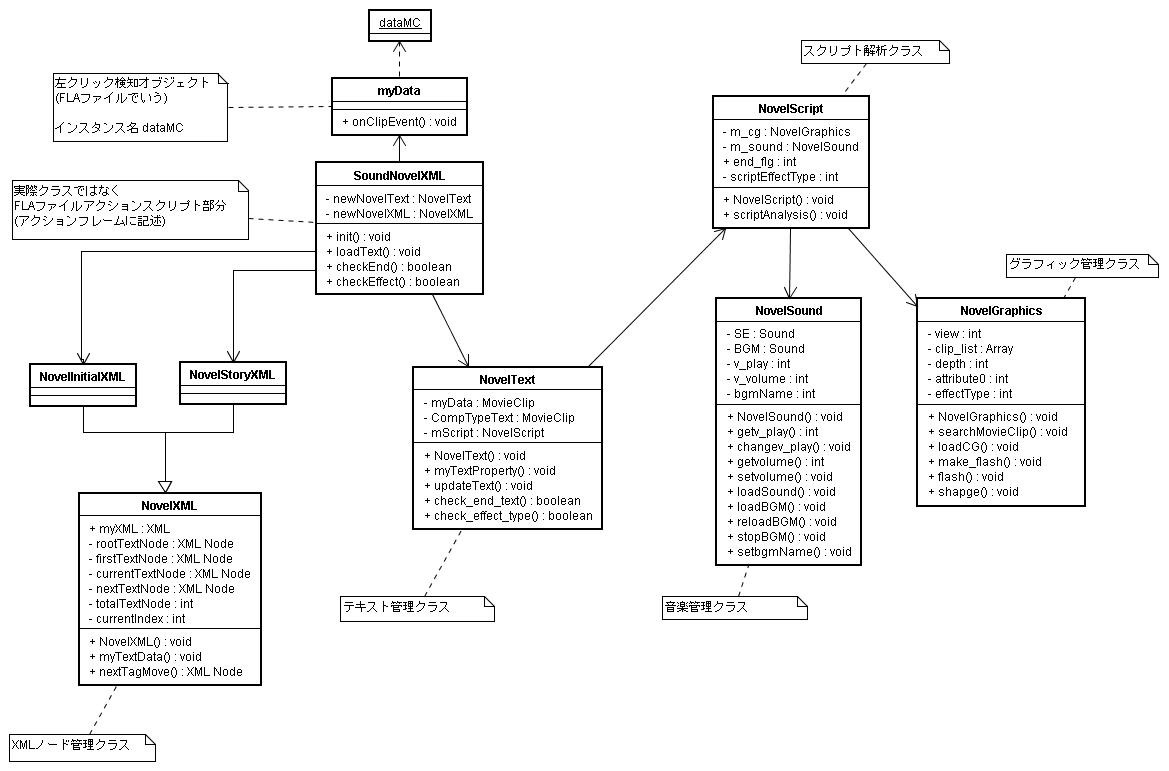 dataMC
左クリック検知オブジェクト
(FLAファイルでいう)
インスタンス名 dataMC
myData
+ onClipEvent() : void
実際クラスではなく
FLAファイルアクションスクリプト部分
(アクションフレームに記述)
SoundNovelXML
- newNovelText : NovelText
- newNovelXML : NovelXML
+ init() : void
+ loadText() : void
+ checkEnd() : boolean
+ checkEffect() : boolean
スクリプト解析クラス
NovelScript
- m_cg : NovelGraphics
- m_sound : NovelSound
+ end_flg : int
- scriptEffectType : int
+ NovelScript() : void
+ scriptAnalysis() : void
グラフィック管理クラス
NovelInitialXML
NovelStoryXML
NovelText
- myData : MovieClip
- CompTypeText : MovieClip
- mScript : NovelScript
+ NovelText() : void
+ myTextProperty() : void
+ updateText() : void
+ check_end_text() : boolean
+ check_effect_type() : boolean
テキスト管理クラス
NovelSound
- SE : Sound
- BGM : Sound
- v_play : int
- v_volume : int
- bgmName : int
+ NovelSound() : void
+ getv_play() : int
+ changev_play() : void
+ getvolume() : int
+ setvolume() : void
+ loadSound() : void
+ loadBGM() : void
+ reloadBGM() : void
+ stopBGM() : void
+ setbgmName() : void
音楽管理クラス
NovelGraphics
- view : int
- clip_list : Array
- depth : int
- attribute0 : int
- effectType : int
+ NovelGraphics() : void
+ searchMovieClip() : void
+ loadCG() : void
+ make_flash() : void
+ flash() : void
+ shapge() : void
NovelXML
+ myXML : XML
- rootTextNode : XML Node
- firstTextNode : XML Node
- currentTextNode : XML Node
- nextTextNode : XML Node
- totalTextNode : int
- currentIndex : int
+ NovelXML() : void
+ myTextData() : void
+ nextTagMove() : XML Node
XMLノード管理クラス